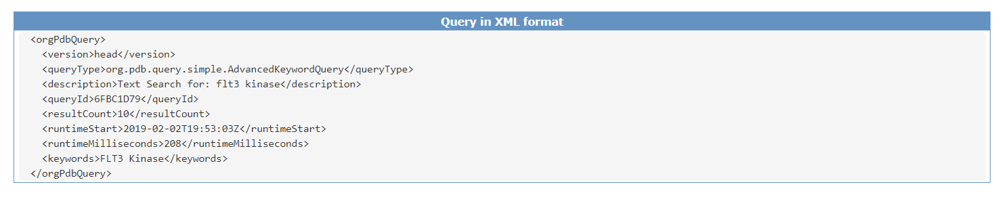 Query in XML format
<orgPdbQuery>
<version>head</version>
<queryType>org.pdb.query.simple.AdvancedKeywordQuery</queryType>
<description>Text Search for: flt3 kinase</description>
<queryId>6FBC1D79</queryId>
<resultCount>10</resultCount>
<runtimeStart>2019-02-02T19:53:03Z</runtimeStart>
<runtimeMilliseconds>208</runtimeMilliseconds>
<keywords>FLT3 Kinase</keywords>
</orgPdbQuery>